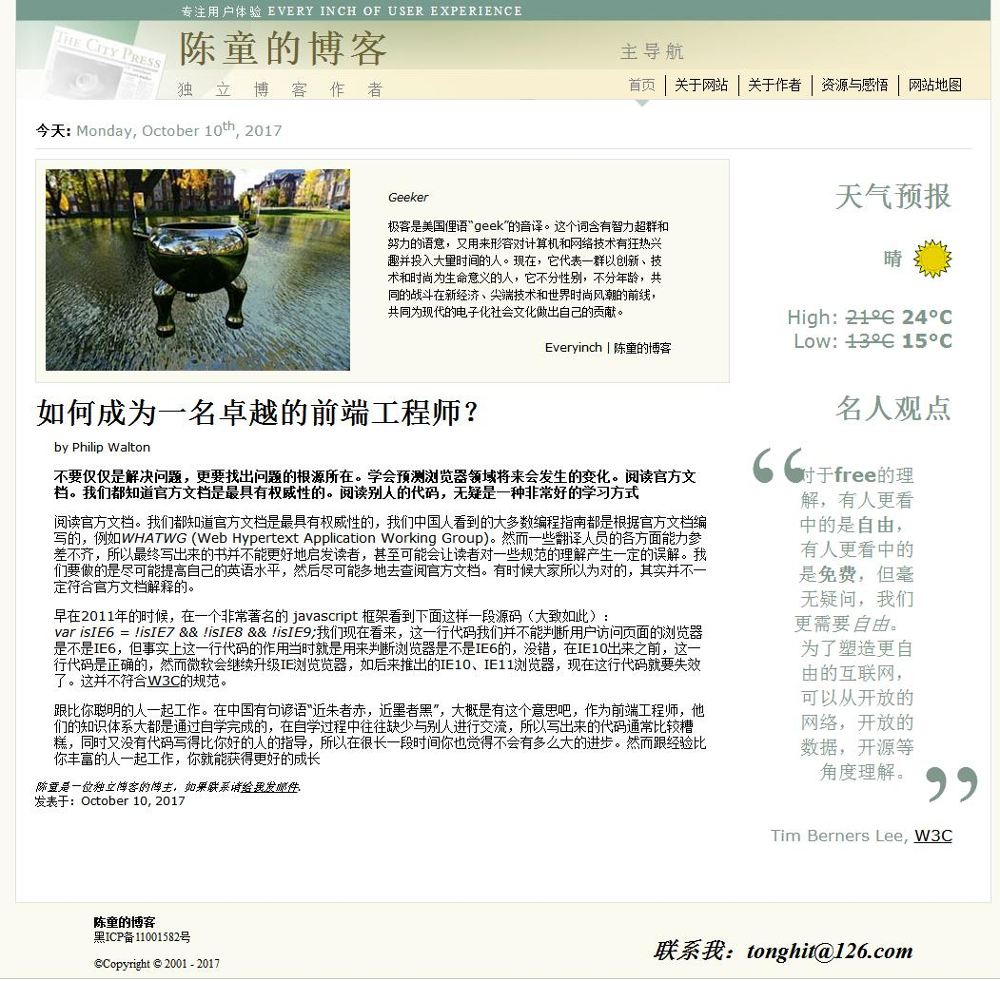 专注用户体验 EVERY INCH OF USER EXPERIENCE
THE CITY PRESS
陈童的博客
独立博客作者
主导航
首页 关于网站 关于作者 资源与感悟 网站地图
今天: Monday, October 10th, 2017
Geeker
极客是美国俚语“geek”的音译。这个词含有智力超群和
努力的语意，又用来形容对计算机和网络技术有狂热兴
趣并投入大量时间的人。现在，它代表一群以创新、技
术和时尚为生命意义的人，它不分性别，不分年龄，共
同的战斗在新经济、尖端技术和世界时尚风潮的前线，
共同为现代的电子化社会文化做出自己的贡献。
Everyinch | 陈童的博客
如何成为一名卓越的前端工程师？
by Philip Walton
不要仅仅是解决问题，更要找出问题的根源所在。学会预测浏览器领域将来会发生的变化。阅读官方文
档。我们都知道官方文档是最具有权威性的。阅读别人的代码，无疑是一种非常好的学习方式
阅读官方文档。我们都知道官方文档是最具有权威性的，我们中国人看到的大多数编程指南都是根据官方文档编
写的，例如WHATWG (Web Hypertext Application Working Group)。然而一些翻译人员的各方面能力参
差不齐，所以最终写出来的书并不能更好地启发读者，甚至可能会让读者对一些规范的理解产生一定的误解。我
们要做的是尽可能提高自己的英语水平，然后尽可能多地去查阅官方文档。有时候大家所以为对的，其实并不一
定符合官方文档解释的。
早在2011年的时候，在一个非常著名的 javascript 框架看到下面这样一段源码（大致如此）：
var isIE6 = !isIE7 && !isIE8 && !isIE9;我们现在看来，这一行代码我们并不能判断用户访问页面的浏览器
是不是IE6，但事实上这一行代码的作用当时就是用来判断浏览器是不是IE6的，没错，在IE10出来之前，这一
行代码是正确的，然而微软会继续升级IE浏览览器，如后来推出的IE10、IE11浏览器，现在这行代码就要失效
了。这并不符合W3C的规范。
跟比你聪明的人一起工作。在中国有句谚语“近朱者赤，近墨者黑”，大概是有这个意思吧，作为前端工程师，他
们的知识体系大都是通过自学完成的，在自学过程中往往缺少与别人进行交流，所以写出来的代码通常比较糟
糕，同时又没有代码写得比你好的人的指导，所以在很长一段时间你也觉得不会有多么大的进步。然而跟经验比
你丰富的人一起工作，你就能获得更好的成长
陈童是一位独立博客的博主，如果联系请给我发邮件.
发表于：October 10, 2017
天气预报
晴
High: 21°C 24°C
Low: 13°C 15°C
名人观点
“对于free的理
解，有人更看
中的是自由，
有人更看中的
是免费，但毫
无疑问，我们
更需要自由。
为了塑造更自
由的互联网，
可以从开放的
网络，开放的
数据，开源等
角度理解。”
Tim Berners Lee, W3C
陈童的博客
黑ICP备11001582号
©Copyright © 2001 - 2017
联系我：tonghit@126.com